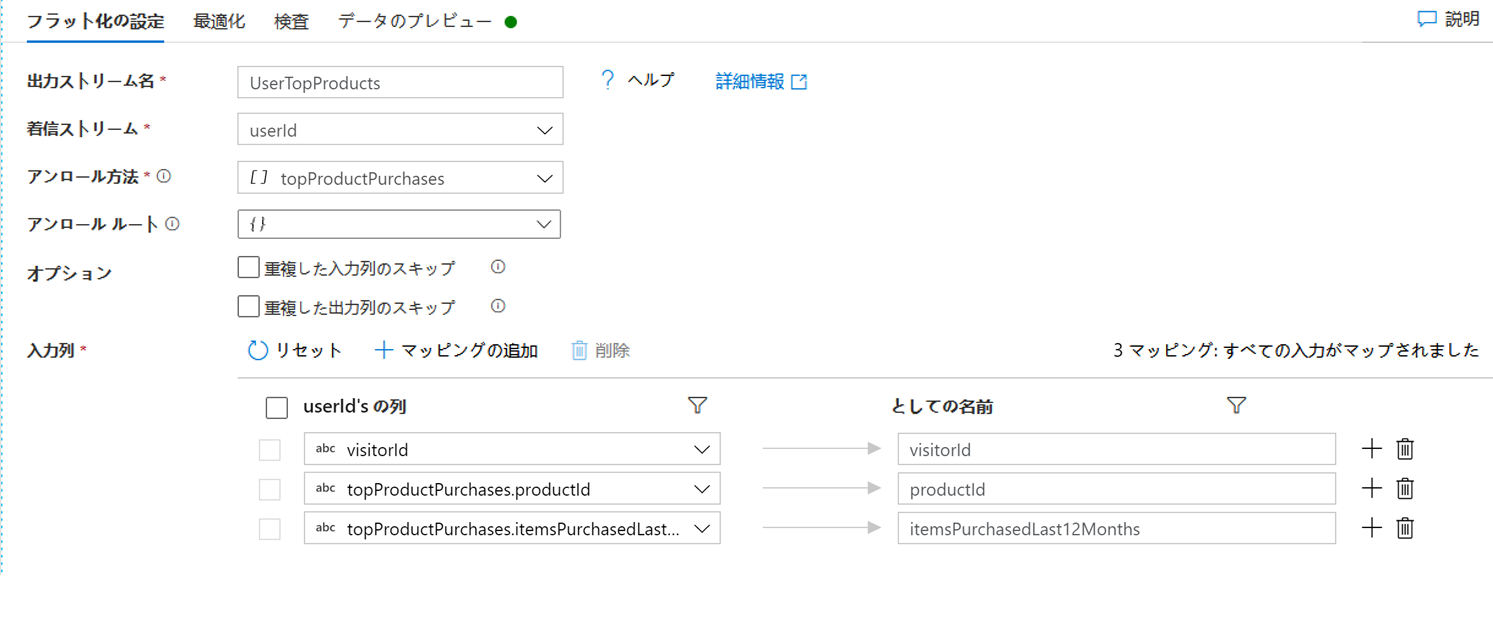 フラット化の設定 最適化 検査 データのプレビュー 説明
出力ストリーム名 * UserTopProducts ? ヘルプ 詳細情報
着信ストリーム * userId
アンロール方法 * [] topProductPurchases
アンロール ルート {}
オプション 重複した入力列のスキップ
重複した出力列のスキップ
入力列 * リセット + マッピングの追加 削除 3 マッピング: すべての入力がマップされました
userId's の列 としての名前
abc visitorId visitorId
abc topProductPurchases.productId productId
abc topProductPurchases.itemsPurchasedLast... itemsPurchasedLast12Months